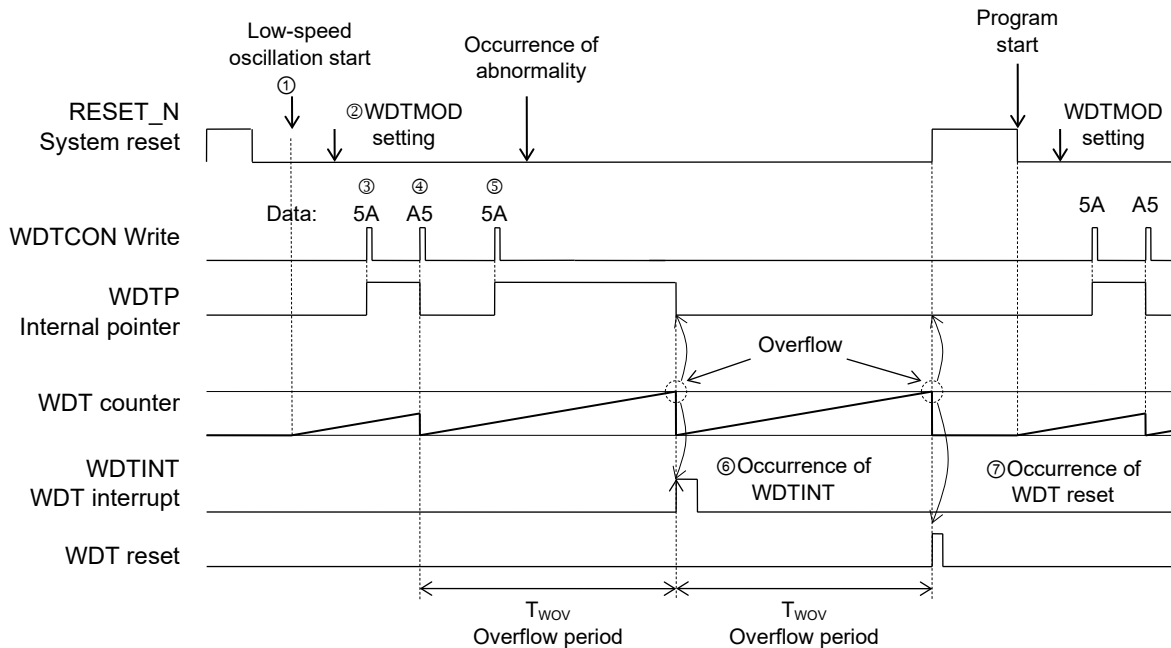 Program
start
Low-speed
oscillation start
①
Occurrence of
abnormality
RESET_N
System reset
②WDTMOD
setting
WDTMOD
setting
③ ④ ⑤
Data: 5A A5 5A
5A A5
WDTCON Write
WDTP
Internal pointer
Overflow
WDT counter
WDTINT
WDT interrupt
⑥Occurrence of
WDTINT
⑦Occurrence of
WDT reset
WDT reset
TWOV
Overflow period
TWOV
Overflow period